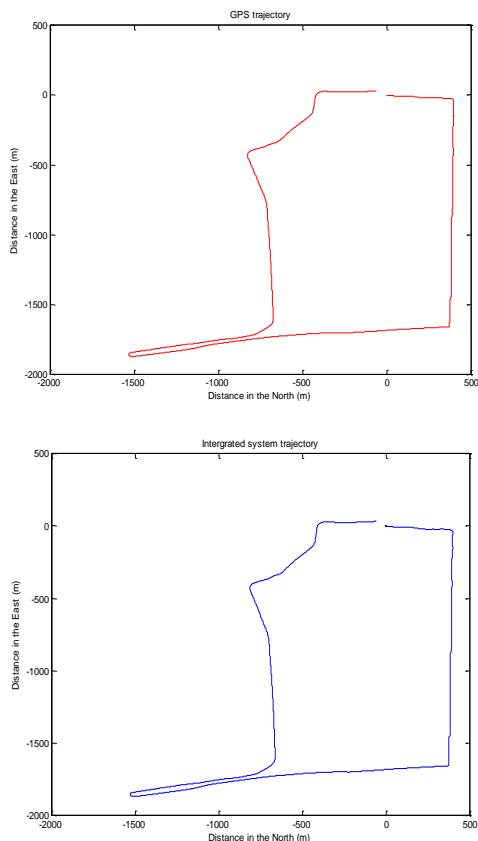 GPS trajectory
500
0
-500
-1000
-1500
-2000
Distance in the East (m)
-2000 -1500 -1000 -500 0 500
Distance in the North (m)
Intergrated system trajectory
500
0
-500
-1000
-1500
-2000
Distance in the East (m)
-2000 -1500 -1000 -500 0 500
Distance in the North (m)